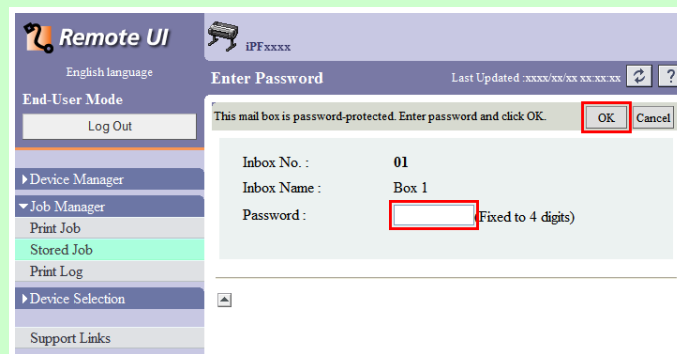 Remote UI
English language
End-User Mode
Log Out
Device Manager
Job Manager
Print Job
Stored Job
Print Log
Device Selection
Support Links
iPFxxxx
Enter Password
Last Updated :xxxx/xx/xx xx:xx:xx
?
This mail box is password-protected. Enter password and click OK.
OK
Cancel
Inbox No. : 01
Inbox Name : Box 1
Password : (Fixed to 4 digits)